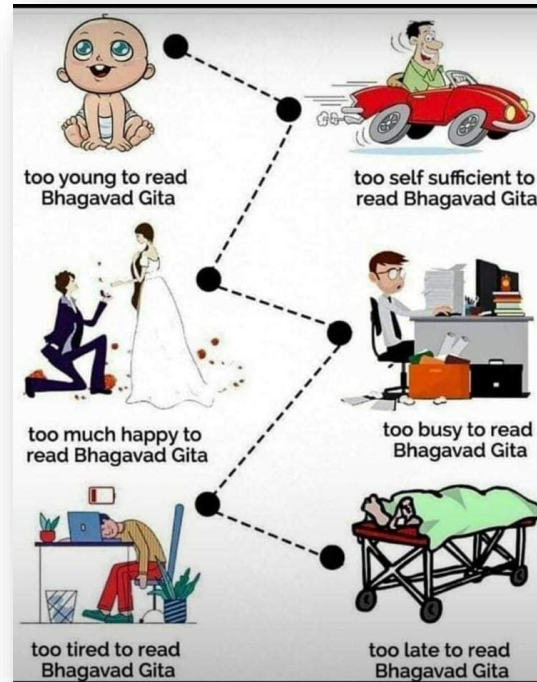 too young to read
Bhagavad Gita
too self sufficient to
read Bhagavad Gita
too much happy to
read Bhagavad Gita
too busy to read
Bhagavad Gita
too tired to read
Bhagavad Gita
too late to read
Bhagavad Gita